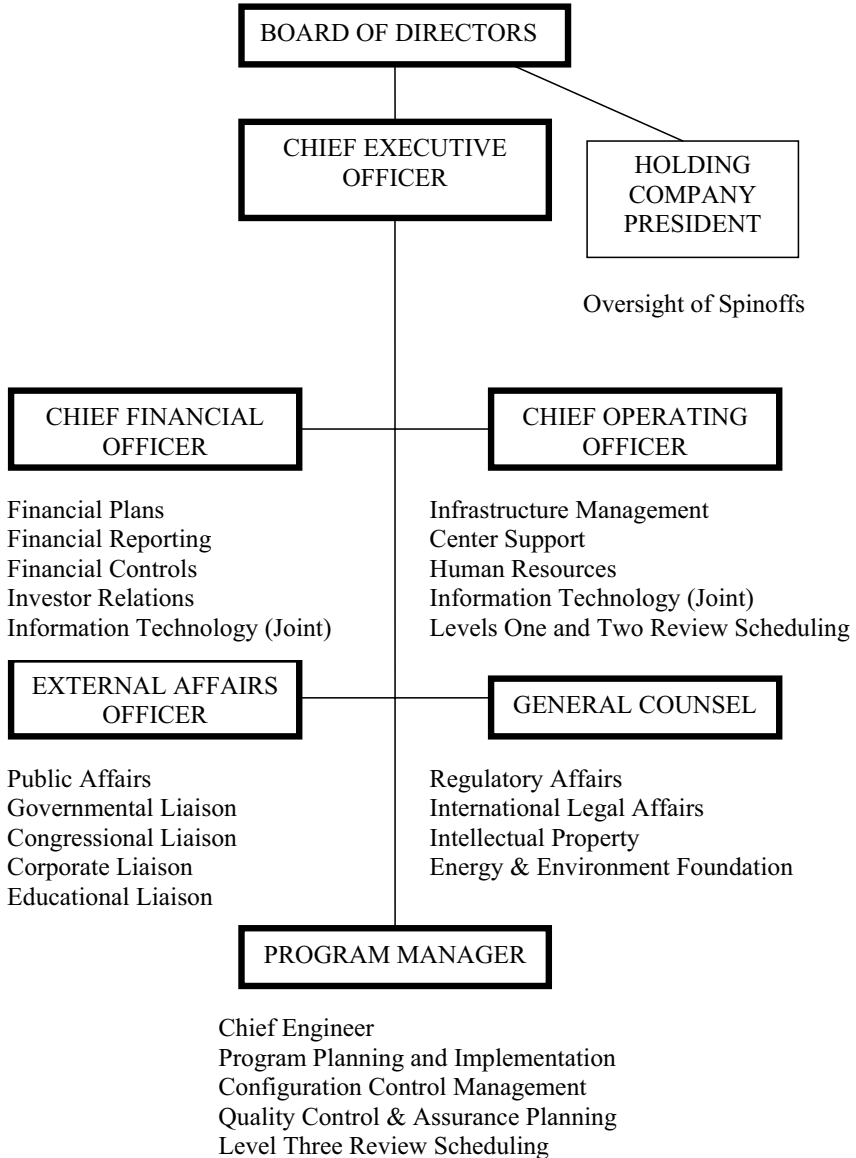 BOARD OF DIRECTORS
CHIEF EXECUTIVE
OFFICER
HOLDING
COMPANY
PRESIDENT
Oversight of Spinoffs
CHIEF FINANCIAL
OFFICER
Financial Plans
Financial Reporting
Financial Controls
Investor Relations
Information Technology (Joint)
CHIEF OPERATING
OFFICER
Infrastructure Management
Center Support
Human Resources
Information Technology (Joint)
Levels One and Two Review Scheduling
EXTERNAL AFFAIRS
OFFICER
Public Affairs
Governmental Liaison
Congressional Liaison
Corporate Liaison
Educational Liaison
GENERAL COUNSEL
Regulatory Affairs
International Legal Affairs
Intellectual Property
Energy & Environment Foundation
PROGRAM MANAGER
Chief Engineer
Program Planning and Implementation
Configuration Control Management
Quality Control & Assurance Planning
Level Three Review Scheduling